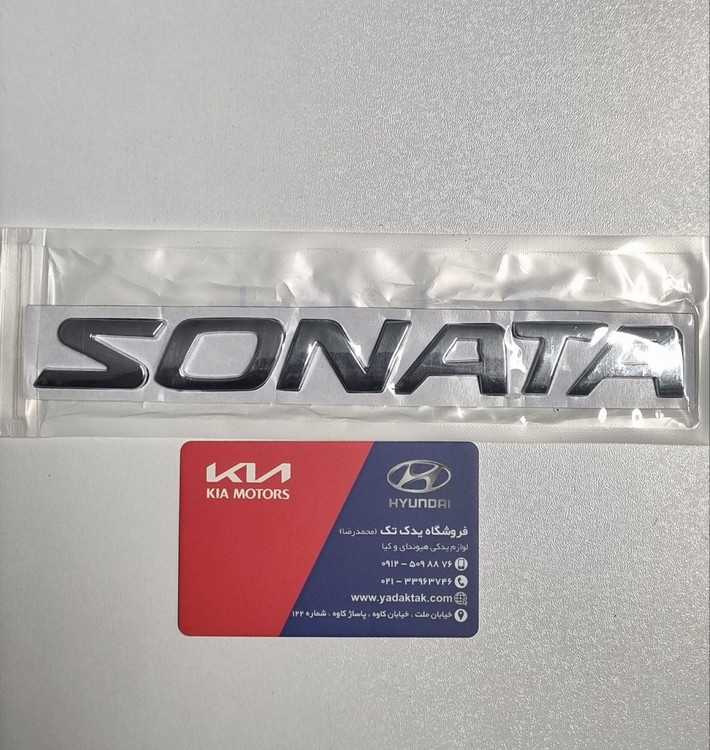 SONATA
KIA
KIA MOTORS
HYUNDAI
فروشگاه یدک تک (محمدرضا)
لوازم یدکی هیوندای و کیا
۰۹۱۲ – ۵۰۹ ۸۸ ۷۶
۰۲۱ – ۳۳۹۶۳۷۴۶
www.yadaktak.com
خیابان ملت ، خیابان کاوه ، پاساژ کاوه ، شماره ۱۲۲